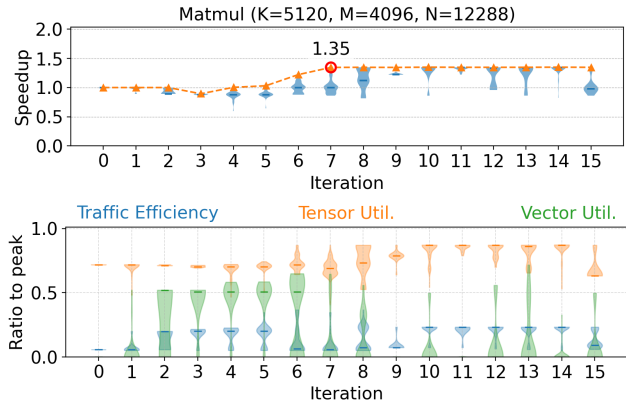 Matmul (K=5120, M=4096, N=12288)
2.0
1.5
1.0
0.5
0.0
Speedup
1.35
0 1 2 3 4 5 6 7 8 9 10 11 12 13 14 15
Iteration
Traffic Efficiency Tensor Util. Vector Util.
1.0
0.5
0.0
Ratio to peak
0 1 2 3 4 5 6 7 8 9 10 11 12 13 14 15
Iteration